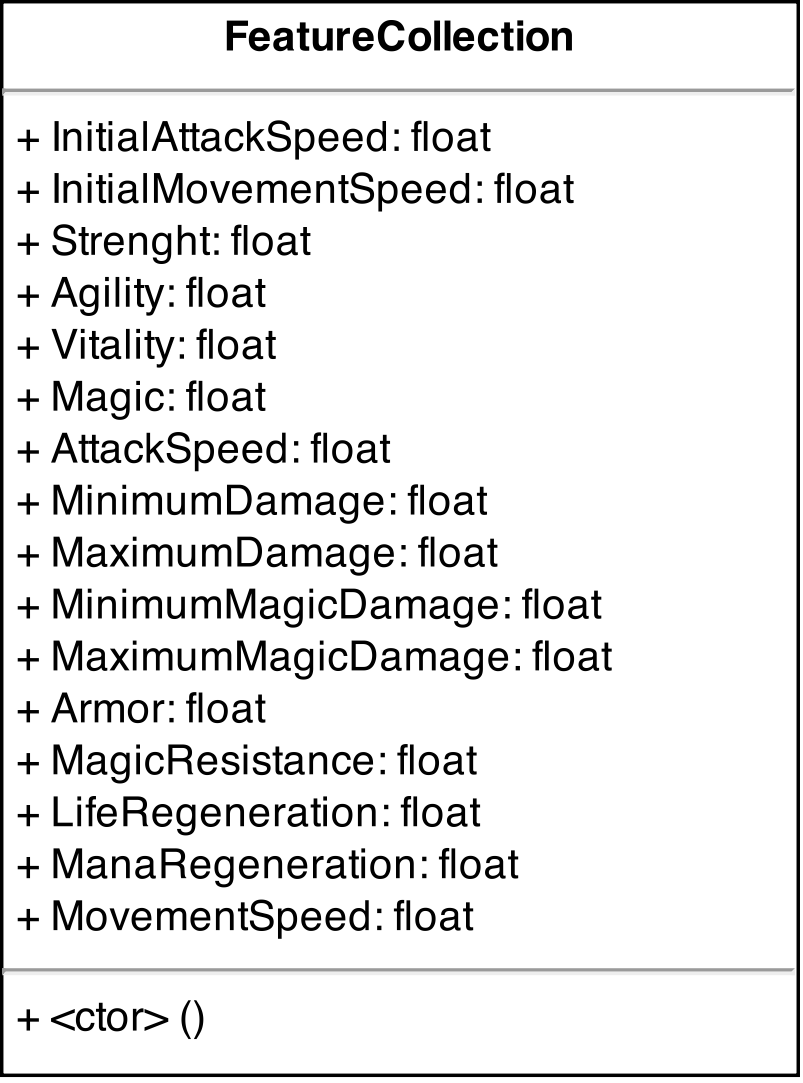 FeatureCollection
+ InitialAttackSpeed: float
+ InitialMovementSpeed: float
+ Strenght: float
+ Agility: float
+ Vitality: float
+ Magic: float
+ AttackSpeed: float
+ MinimumDamage: float
+ MaximumDamage: float
+ MinimumMagicDamage: float
+ MaximumMagicDamage: float
+ Armor: float
+ MagicResistance: float
+ LifeRegeneration: float
+ ManaRegeneration: float
+ MovementSpeed: float
+ <ctor> ()